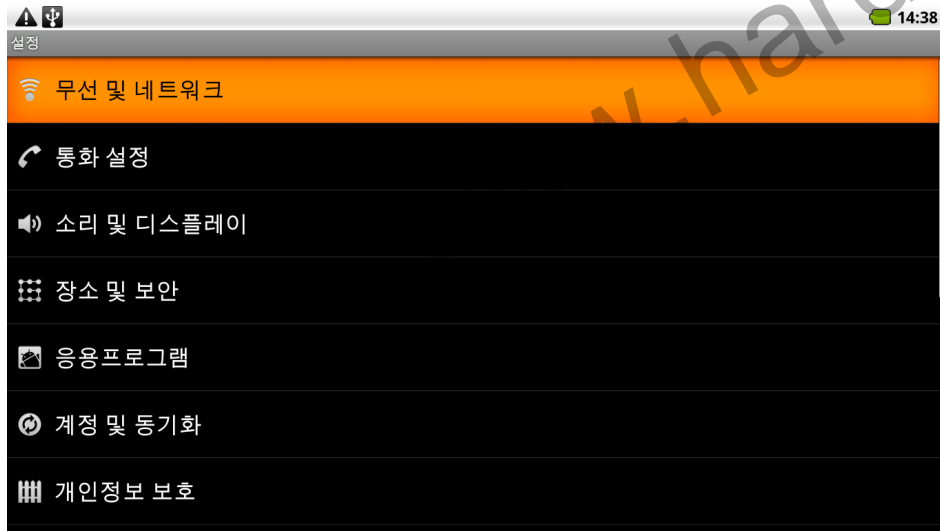 14:38
설정
무선 및 네트워크
통화 설정
소리 및 디스플레이
장소 및 보안
응용프로그램
계정 및 동기화
개인정보 보호